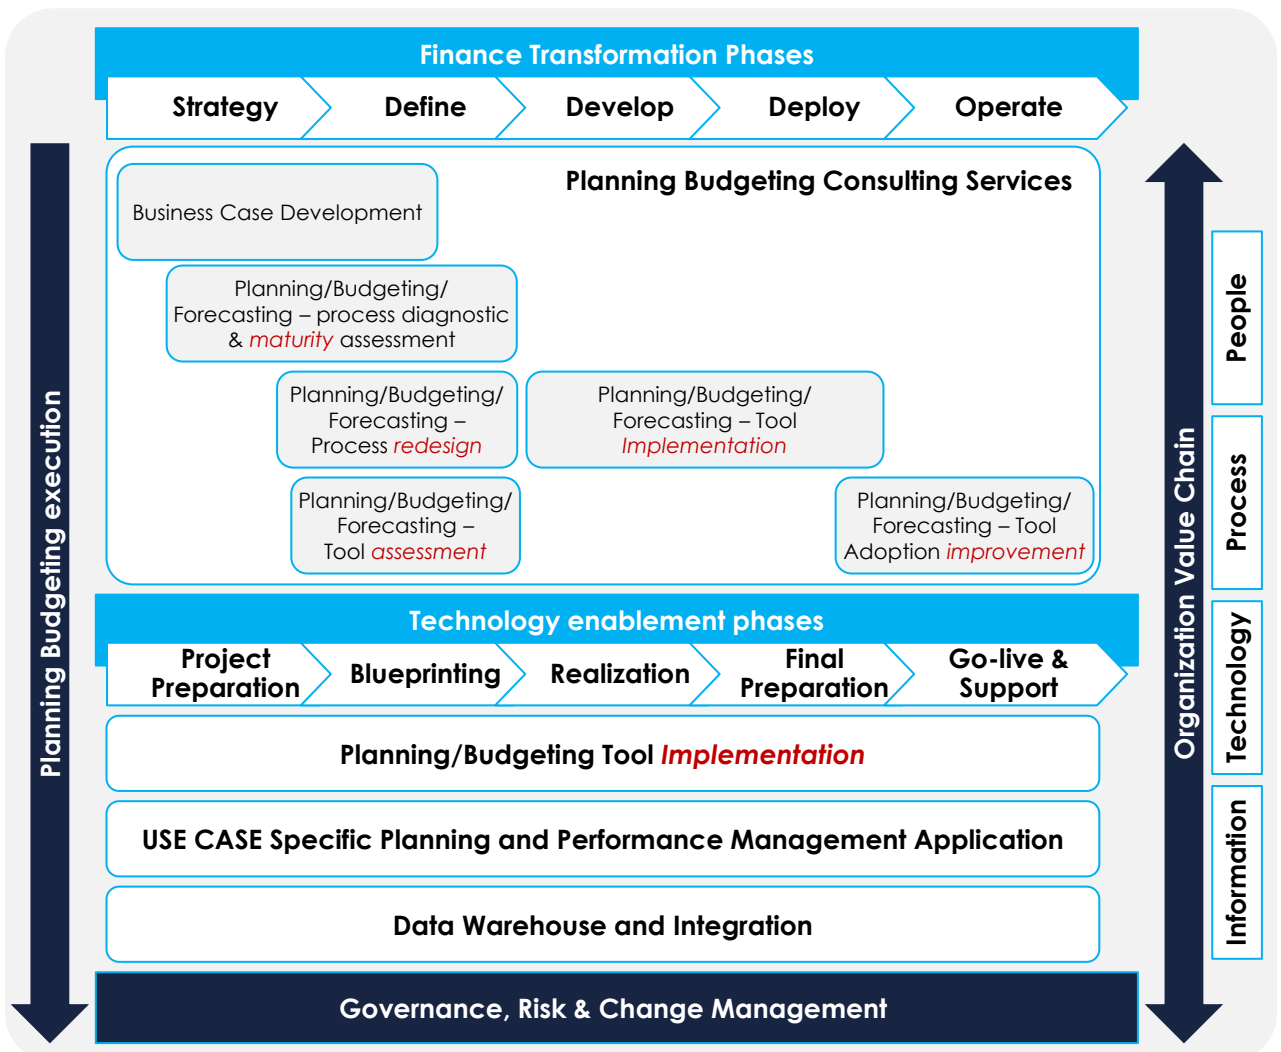 Finance Transformation Phases
Strategy
Define
Develop
Deploy
Operate
Planning Budgeting Consulting Services
Business Case Development
Planning/Budgeting/
Forecasting – process diagnostic
& maturity assessment
Planning/Budgeting/
Forecasting –
Process redesign
Planning/Budgeting/
Forecasting – Tool
Implementation
Planning/Budgeting/
Forecasting –
Tool assessment
Planning/Budgeting/
Forecasting – Tool
Adoption improvement
Technology enablement phases
Project
Preparation
Blueprinting
Realization
Final
Preparation
Go-live &
Support
Planning/Budgeting Tool Implementation
USE CASE Specific Planning and Performance Management Application
Data Warehouse and Integration
Governance, Risk & Change Management
Planning Budgeting execution
Organization Value Chain
People
Process
Technology
Information